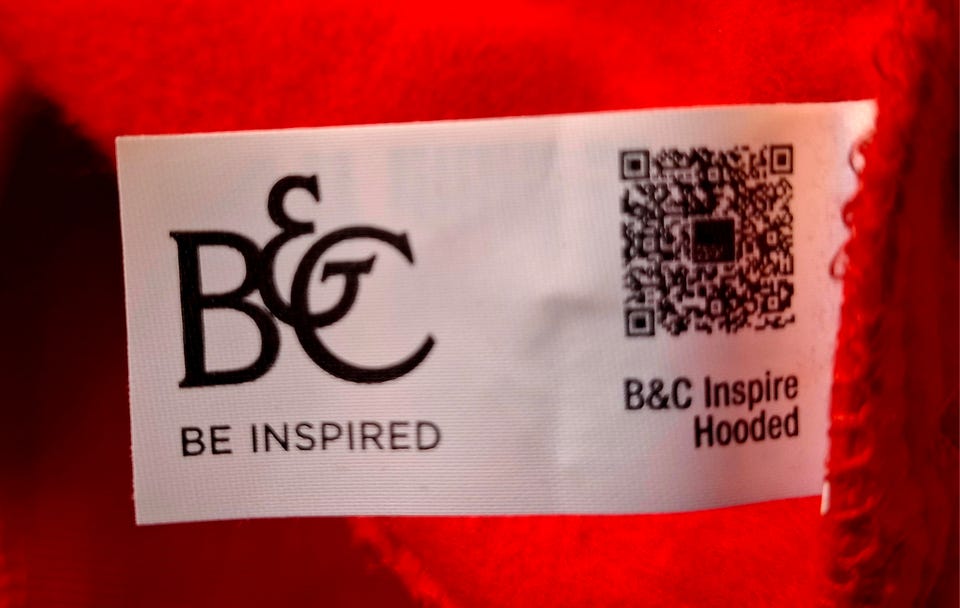 B&C
BE INSPIRED
B&C Inspire
Hooded